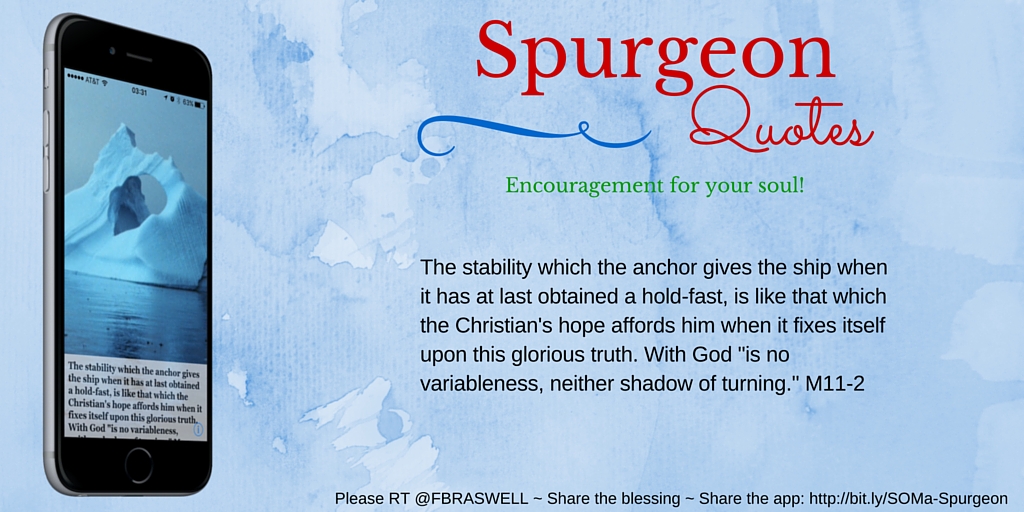 ●●●●● AT&T
03:31
63%
The stability which the anchor gives
the ship when it has at last obtained
a hold-fast, is like that which the
Christian's hope affords him when it
fixes itself upon this glorious truth.
With God "is no variableness,
Spurgeon
Quotes
Encouragement for your soul!
The stability which the anchor gives the ship when
it has at last obtained a hold-fast, is like that which
the Christian's hope affords him when it fixes itself
upon this glorious truth. With God "is no
variableness, neither shadow of turning." M11-2
Please RT @FBRASWELL ~ Share the blessing ~ Share the app: http://bit.ly/SOMa-Spurgeon